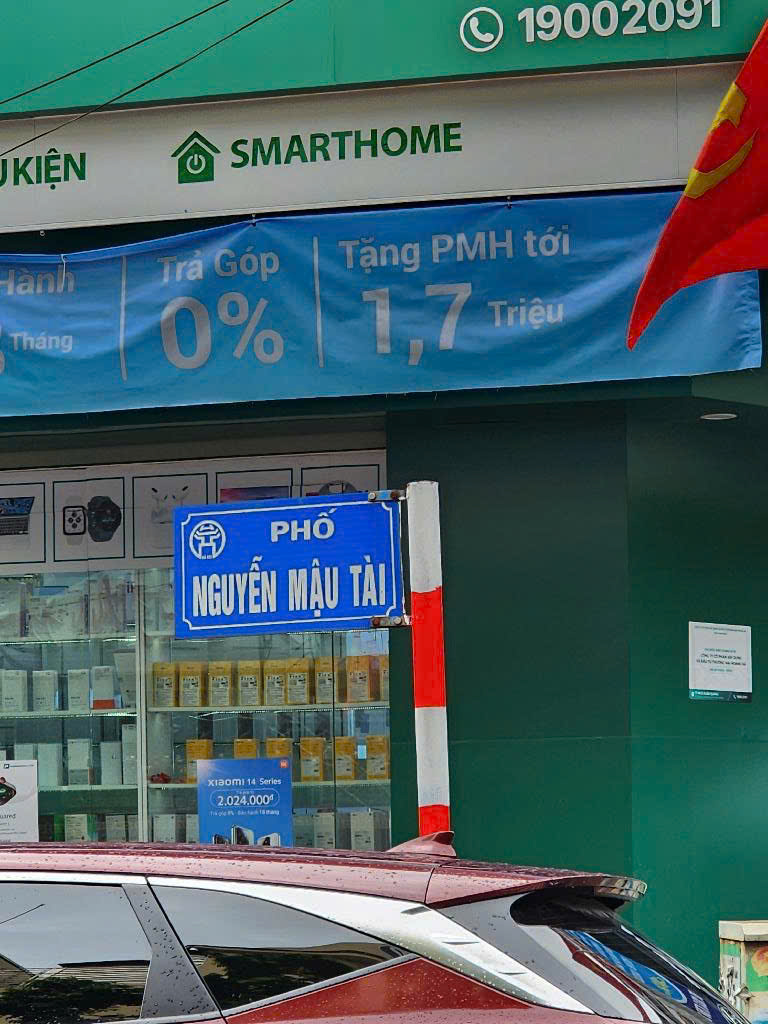 19002091
KIỆN
SMARTHOME
Hành
Tháng
Trả Góp
0%
Tặng PMH tới
1,7 Triệu
PHỐ
NGUYỄN MẬU TÀI
XIAOMI 14 Series
2.024.000đ